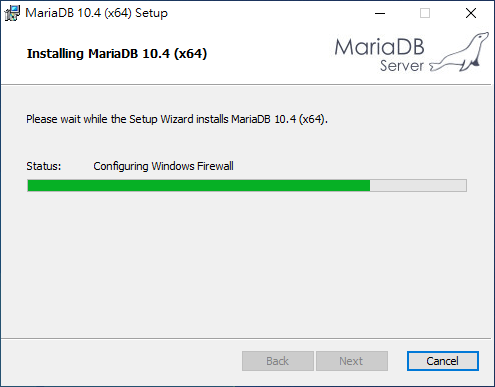 MariaDB 10.4 (x64) Setup
Installing MariaDB 10.4 (x64)
MariaDB
Server
Please wait while the Setup Wizard installs MariaDB 10.4 (x64).
Status: Configuring Windows Firewall
Back Next Cancel